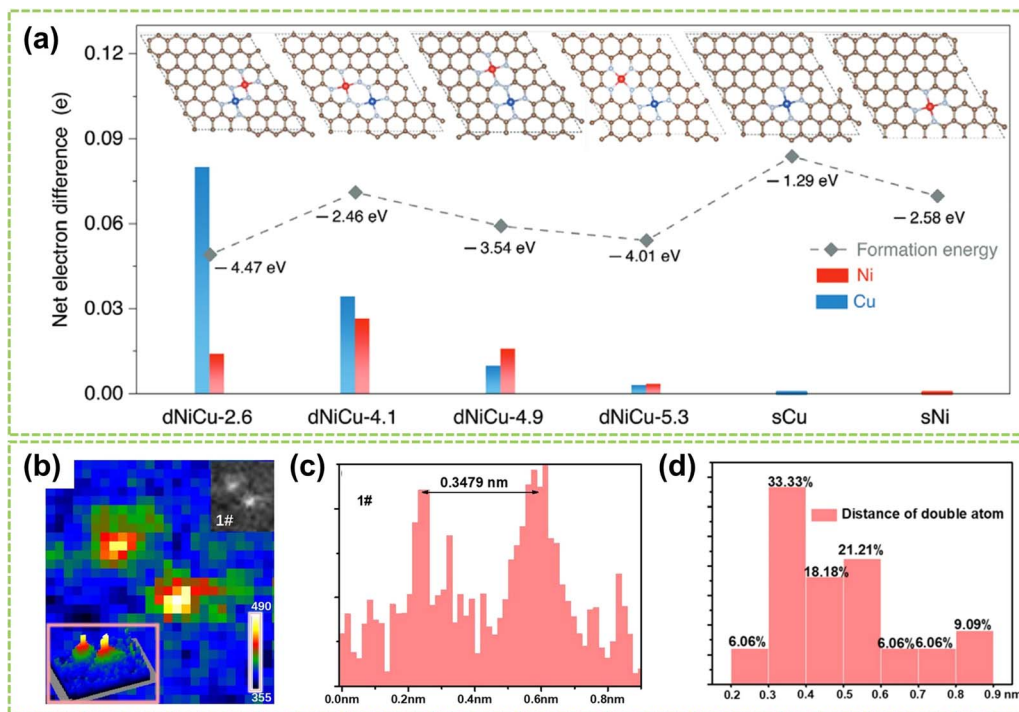 (a)
Net electron difference (e)
0.12
0.09
0.06
0.03
0.00
− 4.47 eV
− 2.46 eV
− 3.54 eV
− 4.01 eV
− 1.29 eV
− 2.58 eV
Formation energy
Ni
Cu
dNiCu-2.6 dNiCu-4.1 dNiCu-4.9 dNiCu-5.3 sCu sNi
(b)
1#
490
355
(c)
1#
0.3479 nm
0.0nm 0.2nm 0.4nm 0.6nm 0.8nm
(d)
Distance of double atom
6.06%
33.33%
18.18%
21.21%
6.06%
6.06%
9.09%
0.2 0.3 0.4 0.5 0.6 0.7 0.8 0.9 nm